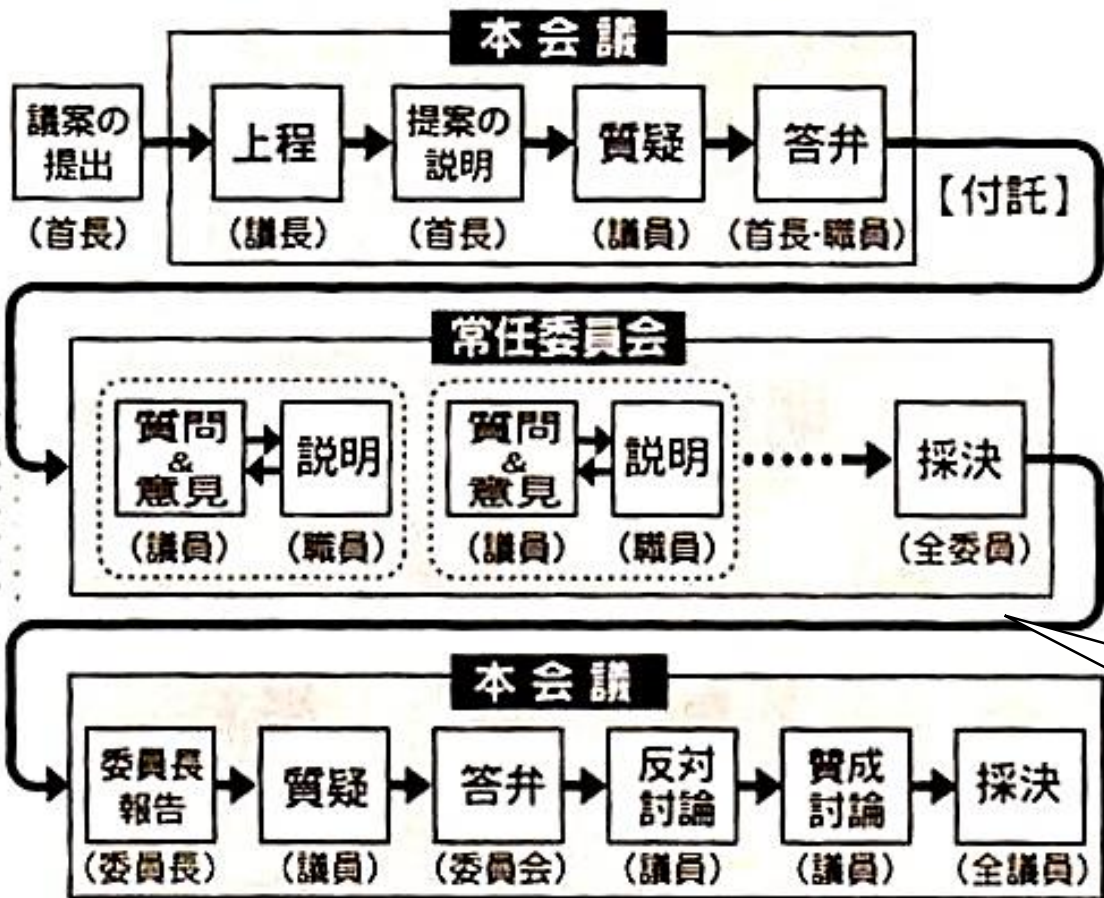 本会議
議案の
提出
(首長)
上程
(議長)
提案の
説明
(首長)
質疑
(議員)
答弁
(首長・職員)
【付託】
常任委員会
質問
&
意見
(議員)
説明
(職員)
質問
&
意見
(議員)
説明
(職員)
採決
(全委員)
本会議
委員長
報告
(委員長)
質疑
(議員)
答弁
(委員会)
反対
討論
(議員)
賛成
討論
(議員)
採決
(全議員)